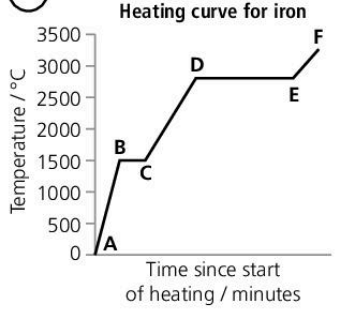 Heating curve for iron
3500
3000
2500
2000
1500
1000
500
0
Temperature / °C
A
B
C
D
E
F
Time since start
of heating / minutes